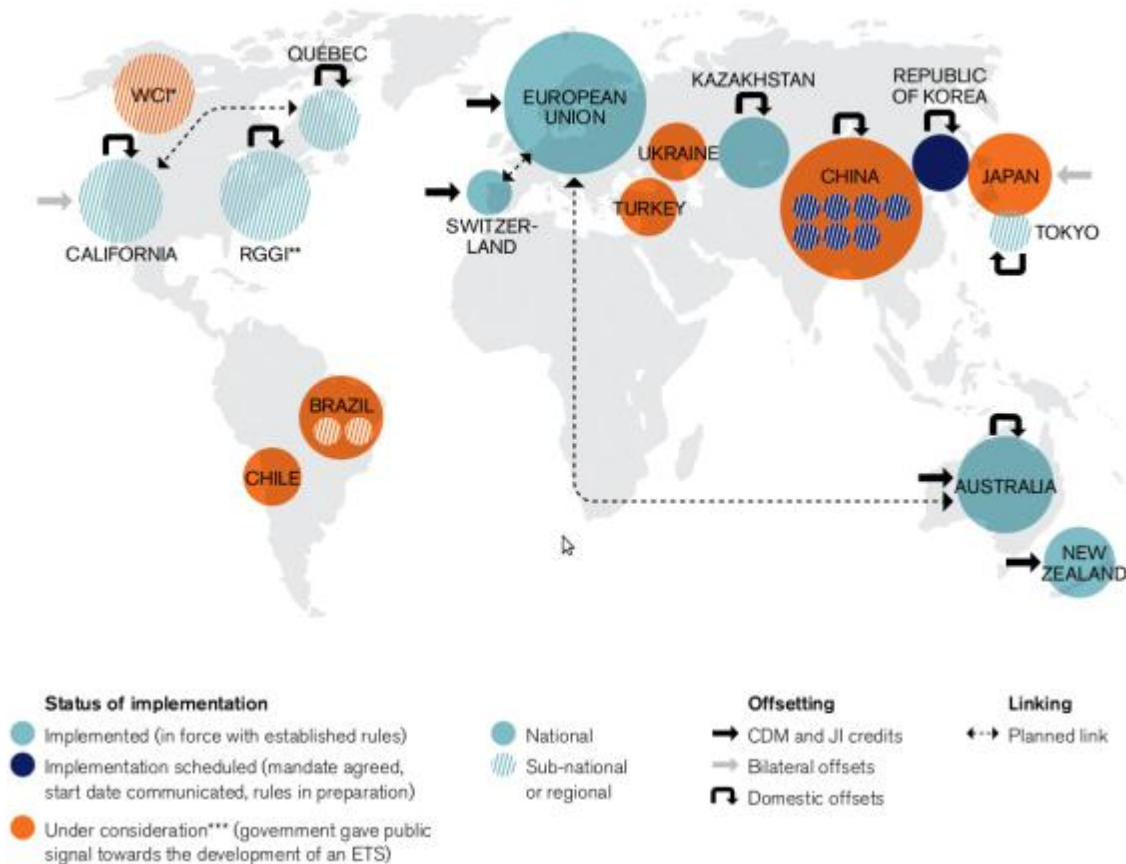 QUÉBEC
WCI*
CALIFORNIA
RGGI**
EUROPEAN
UNION
SWITZER-
LAND
UKRAINE
TURKEY
KAZAKHSTAN
REPUBLIC
OF KOREA
CHINA
JAPAN
TOKYO
BRAZIL
CHILE
AUSTRALIA
NEW
ZEALAND
Status of implementation
Implemented (in force with established rules)
Implementation scheduled (mandate agreed,
start date communicated, rules in preparation)
Under consideration*** (government gave public
signal towards the development of an ETS)
National
Sub-national
or regional
Offsetting
CDM and JI credits
Bilateral offsets
Domestic offsets
Linking
Planned link